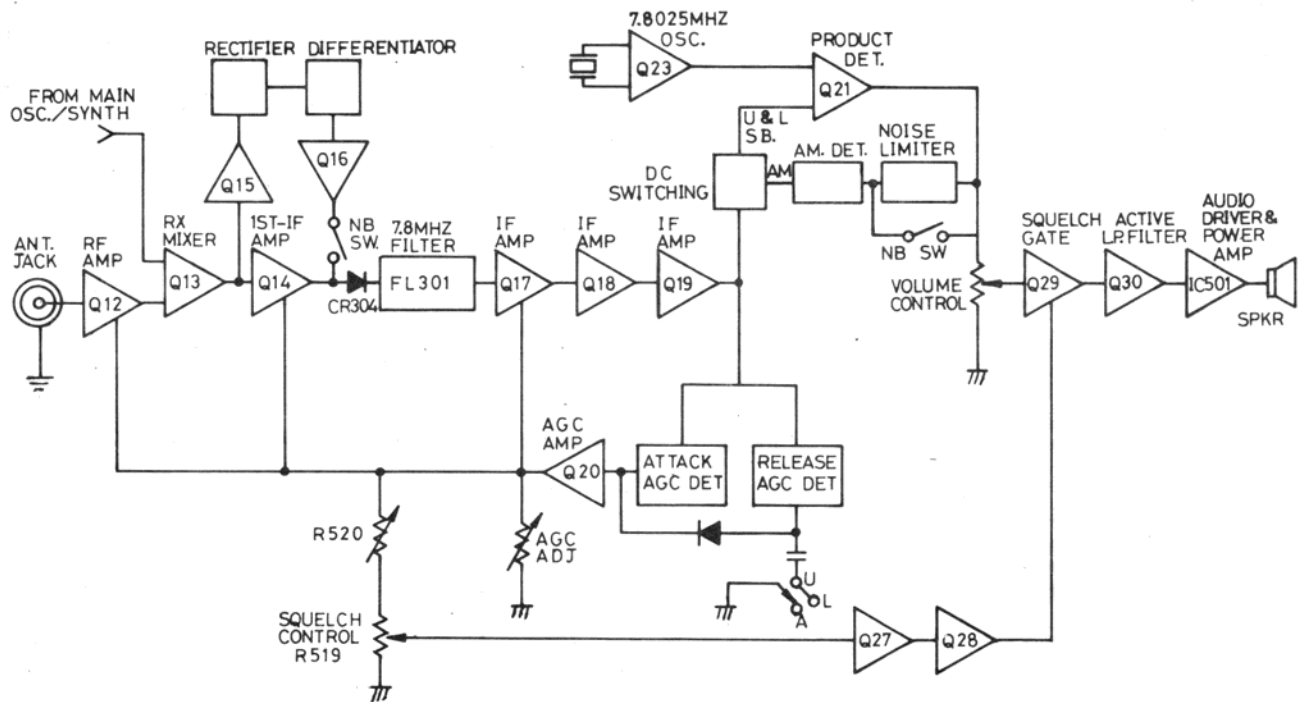 7.8025MHZ
OSC.
Q23
PRODUCT
DET.
Q21
RECTIFIER DIFFERENTIATOR
FROM MAIN
OSC./SYNTH
Q15
Q16
NB
SW.
U & L
SB.
DC
SWITCHING
AM
AM. DET.
NOISE
LIMITER
NB SW
ANT.
JACK
RF
AMP
Q12
RX
MIXER
Q13
1ST-IF
AMP
Q14
CR304
7.8MHZ
FILTER
FL301
IF
AMP
Q17
IF
AMP
Q18
IF
AMP
Q19
VOLUME
CONTROL
SQUELCH
GATE
Q29
ACTIVE
L.P.FILTER
Q30
AUDIO
DRIVER &
POWER
AMP
IC501
SPKR
AGC
AMP
Q20
ATTACK
AGC DET
RELEASE
AGC DET
R520
AGC
ADJ
U
L
A
SQUELCH
CONTROL
R519
Q27
Q28